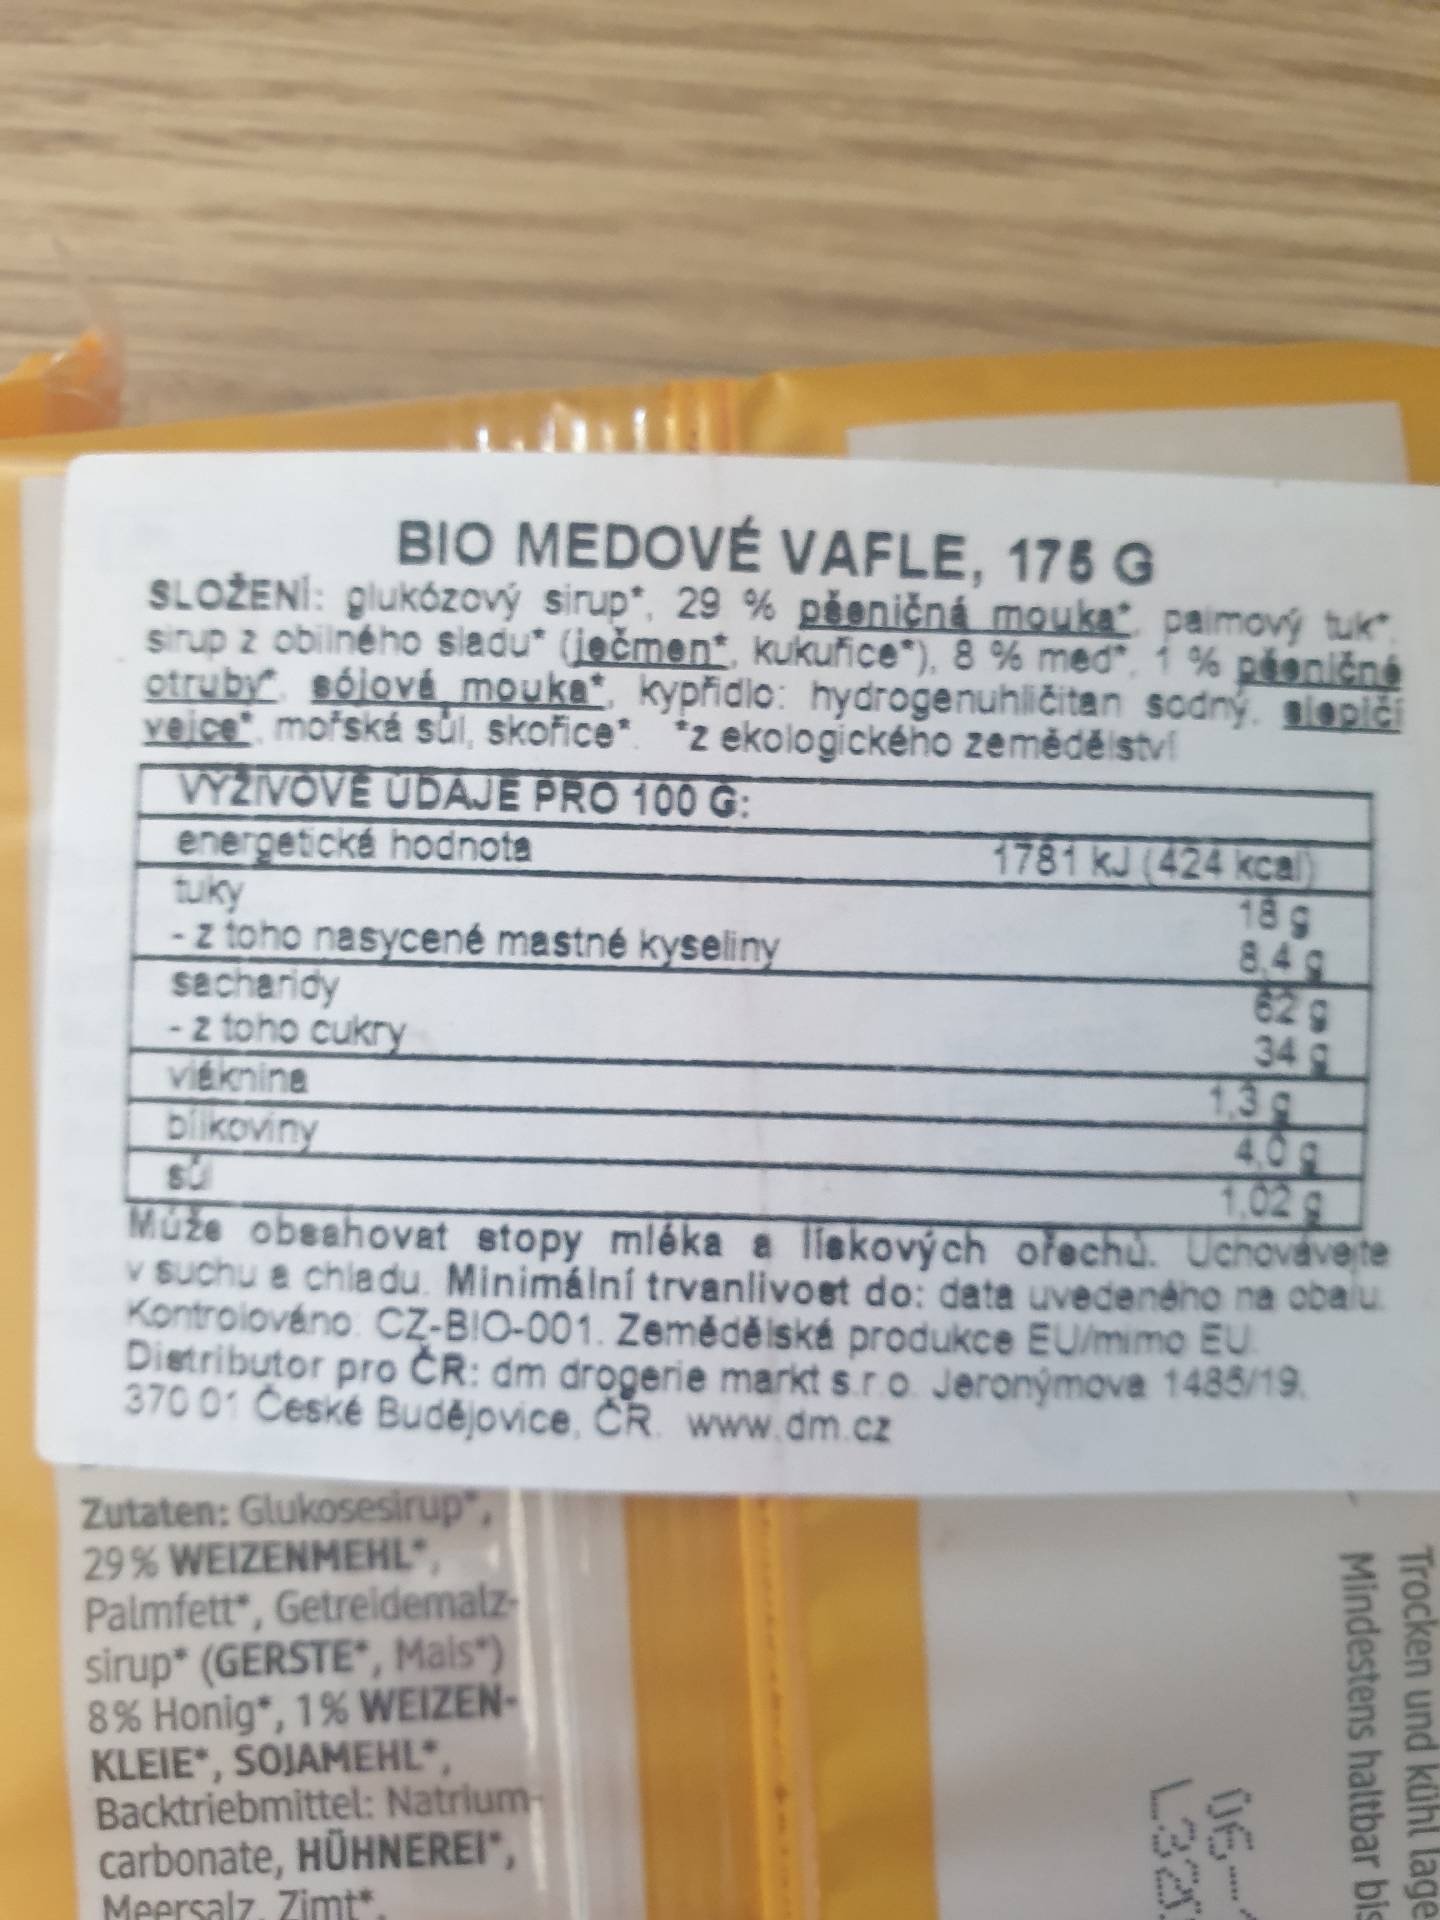 BIO MEDOVÉ VAFLE, 175 G
SLOŽENÍ: glukózový sirup*, 29 % pšeničná mouka*, palmový tuk*,
sirup z obilného sladu* (ječmen*, kukuřice*), 8 % med*, 1 % pšeničné
otruby*, sójová mouka*, kypřidlo: hydrogenuhličitan sodný, slepičí
vejce*, mořská sůl, skořice*. *z ekologického zemědělství
VÝŽIVOVÉ ÚDAJE PRO 100 G:
energetická hodnota 1781 kJ (424 kcal)
tuky 18 g
- z toho nasycené mastné kyseliny 8,4 g
sacharidy 62 g
- z toho cukry 34 g
vláknina 1,3 g
bílkoviny 4,0 g
sůl 1,02 g
Může obsahovat stopy mléka a lískových ořechů. Uchovávejte
v suchu a chladu. Minimální trvanlivost do: data uvedeného na obalu.
Kontrolováno: CZ-BIO-001. Zemědělská produkce EU/mimo EU.
Distributor pro ČR: dm drogerie markt s.r.o. Jeronýmova 1485/19,
370 01 České Budějovice, ČR. www.dm.cz
Zutaten: Glukosesirup*,
29% WEIZENMEHL*,
Palmfett*, Getreidemalz-
sirup* (GERSTE*, Mais*)
8% Honig*, 1% WEIZEN-
KLEIE*, SOJAMEHL*,
Backtriebmittel: Natrium-
carbonate, HÜHNEREI*,
Meersalz, Zimt*.
Trocken und kühl lage
Mindestens haltbar bis